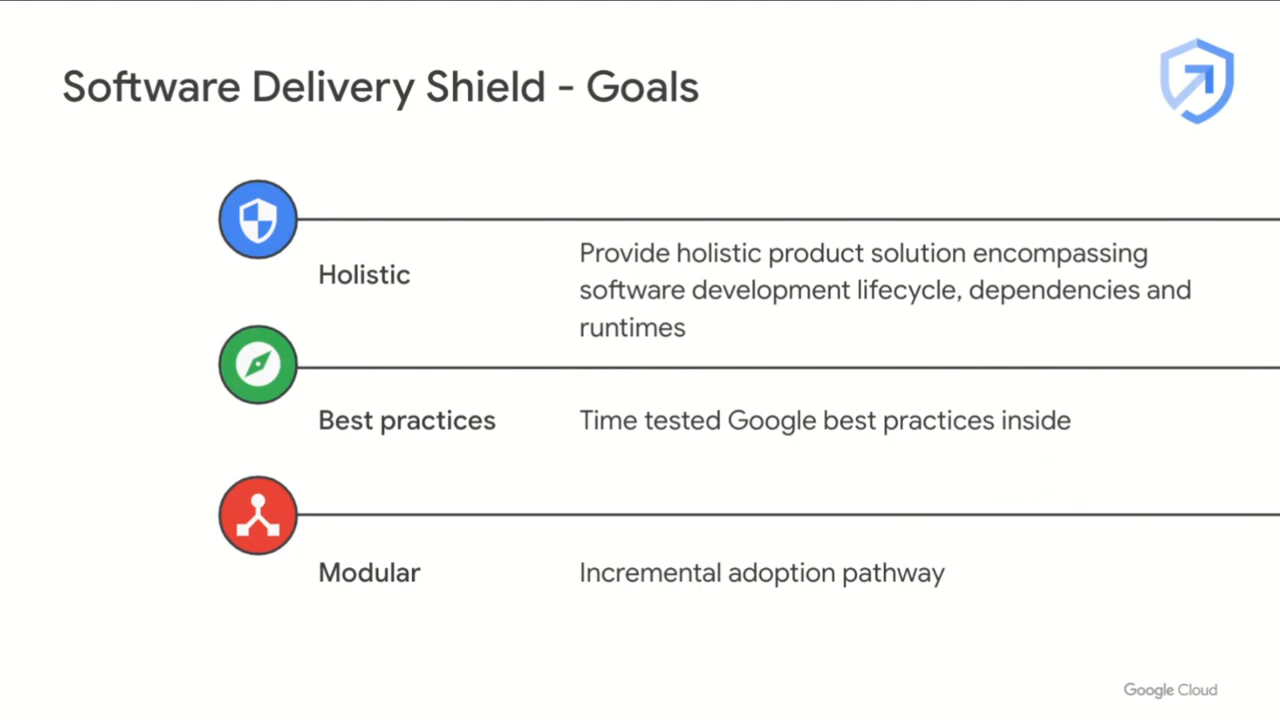 Software Delivery Shield - Goals
Holistic
Provide holistic product solution encompassing
software development lifecycle, dependencies and
runtimes
Best practices
Time tested Google best practices inside
Modular
Incremental adoption pathway
Google Cloud